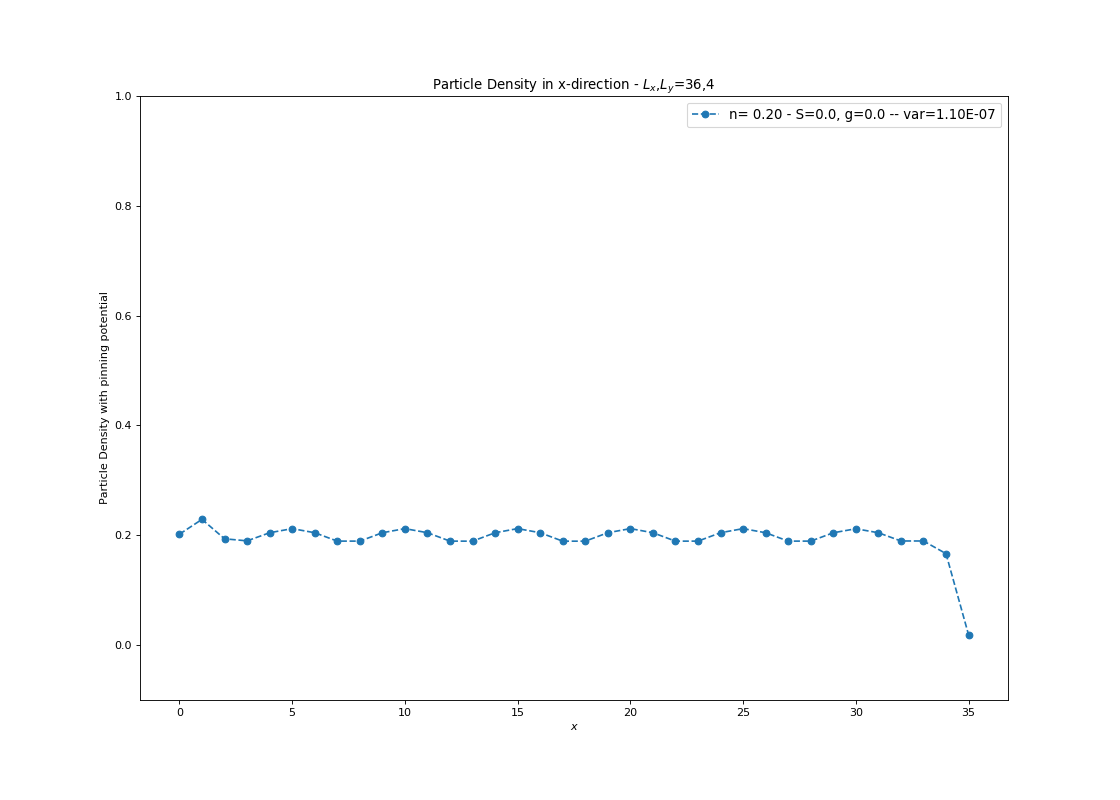 Particle Density in x-direction - Lx,Ly=36,4
n= 0.20 - S=0.0, g=0.0 -- var=1.10E-07
Particle Density with pinning potential
1.0
0.8
0.6
0.4
0.2
0.0
0 5 10 15 20 25 30 35
x